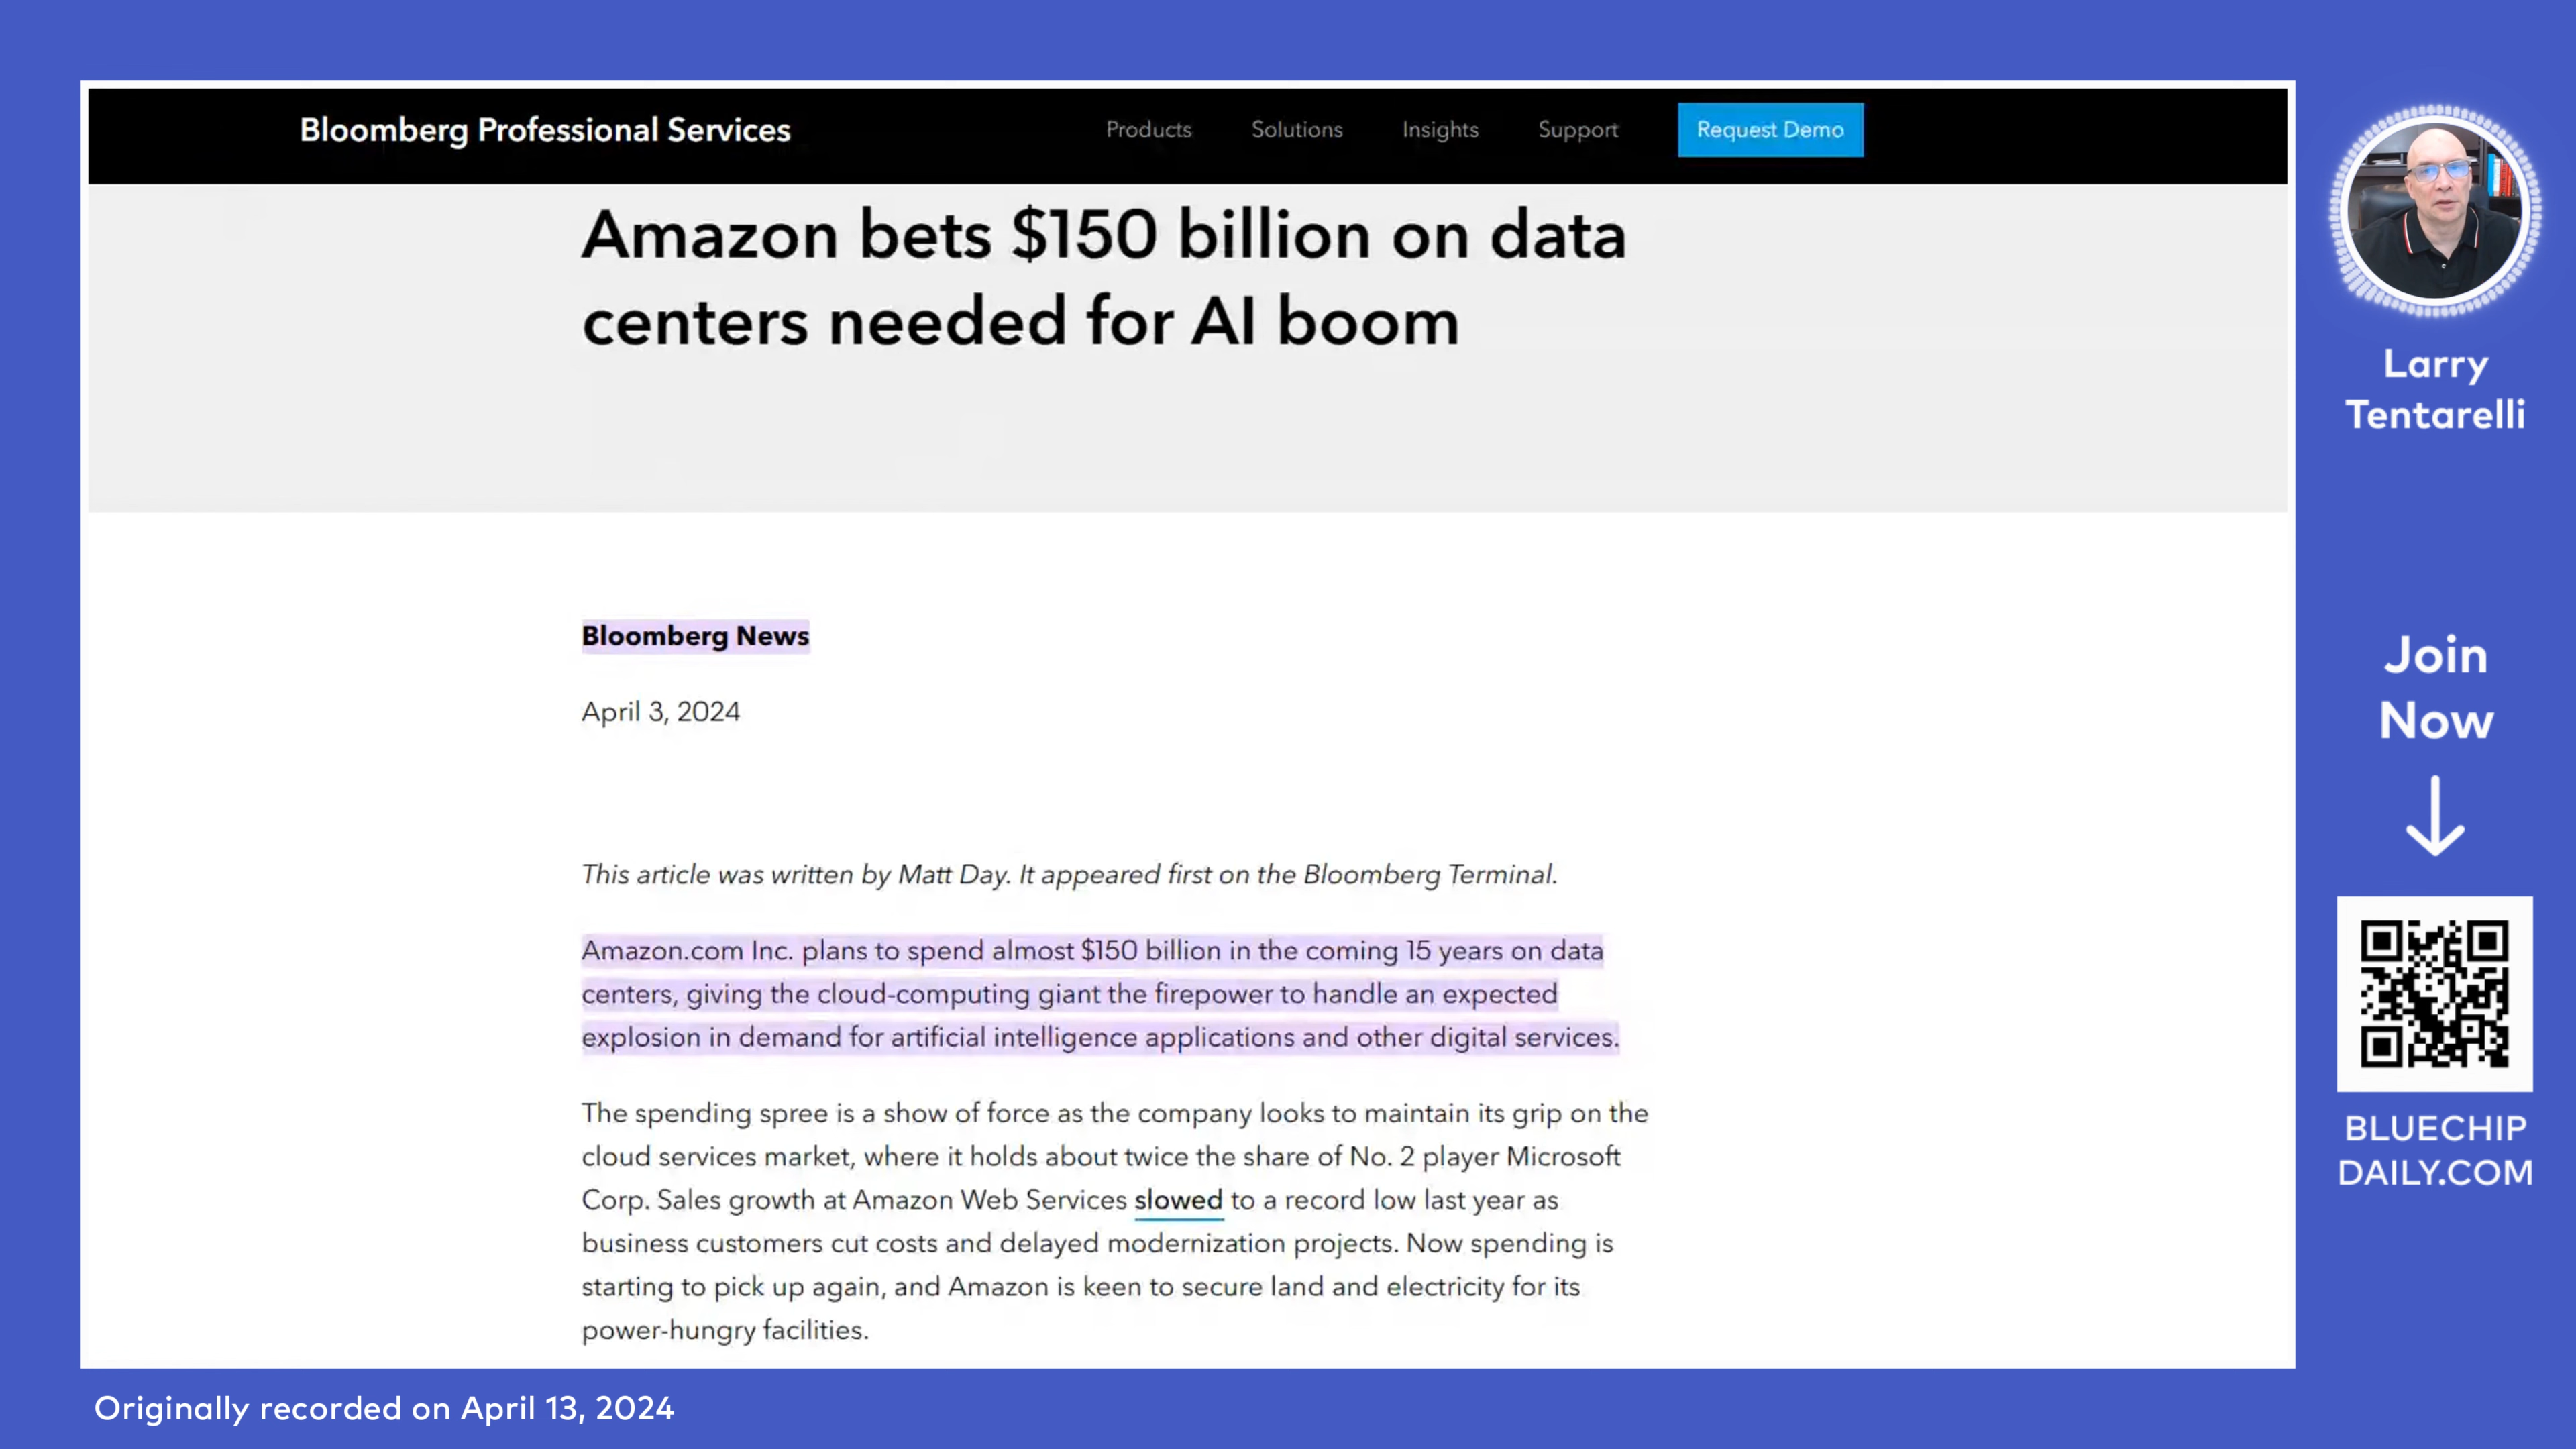 Bloomberg Professional Services
Products
Solutions
Insights
Support
Request Demo
Amazon bets $150 billion on data
centers needed for AI boom
Bloomberg News
April 3, 2024
This article was written by Matt Day. It appeared first on the Bloomberg Terminal.
Amazon.com Inc. plans to spend almost $150 billion in the coming 15 years on data
centers, giving the cloud-computing giant the firepower to handle an expected
explosion in demand for artificial intelligence applications and other digital services.
The spending spree is a show of force as the company looks to maintain its grip on the
cloud services market, where it holds about twice the share of No. 2 player Microsoft
Corp. Sales growth at Amazon Web Services slowed to a record low last year as
business customers cut costs and delayed modernization projects. Now spending is
starting to pick up again, and Amazon is keen to secure land and electricity for its
power-hungry facilities.
Larry
Tentarelli
Join
Now
BLUECHIP
DAILY.COM
Originally recorded on April 13, 2024